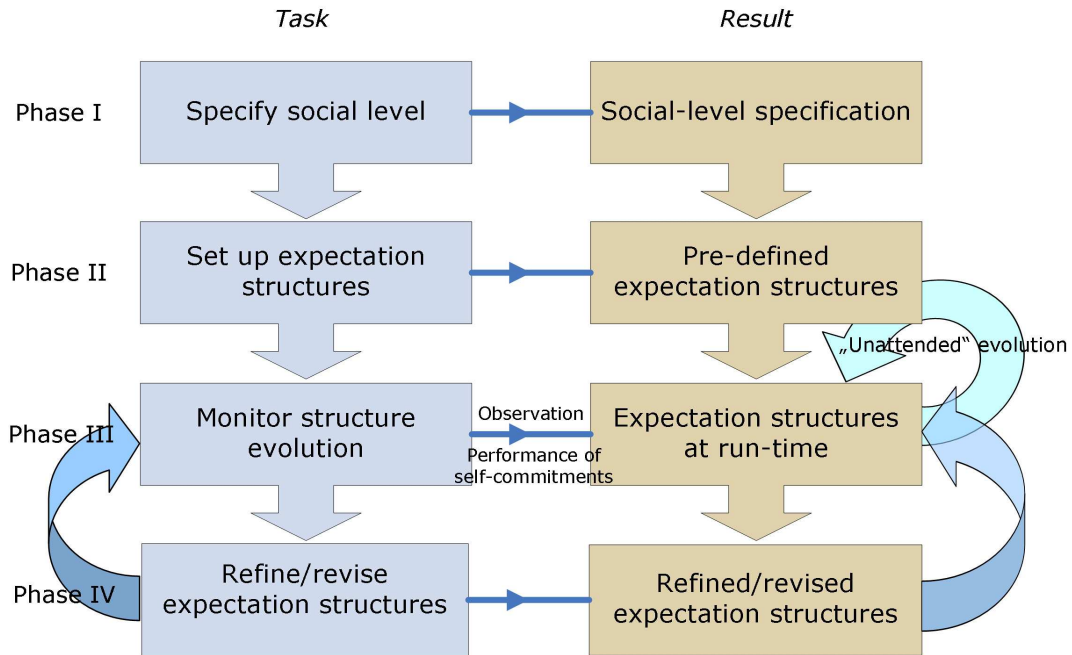 Task
Result
Phase I
Specify social level
Social-level specification
Phase II
Set up expectation
structures
Pre-defined
expectation structures
„Unattended“ evolution
Phase III
Monitor structure
evolution
Observation
Performance of
self-commitments
Expectation structures
at run-time
Phase IV
Refine/revise
expectation structures
Refined/revised
expectation structures